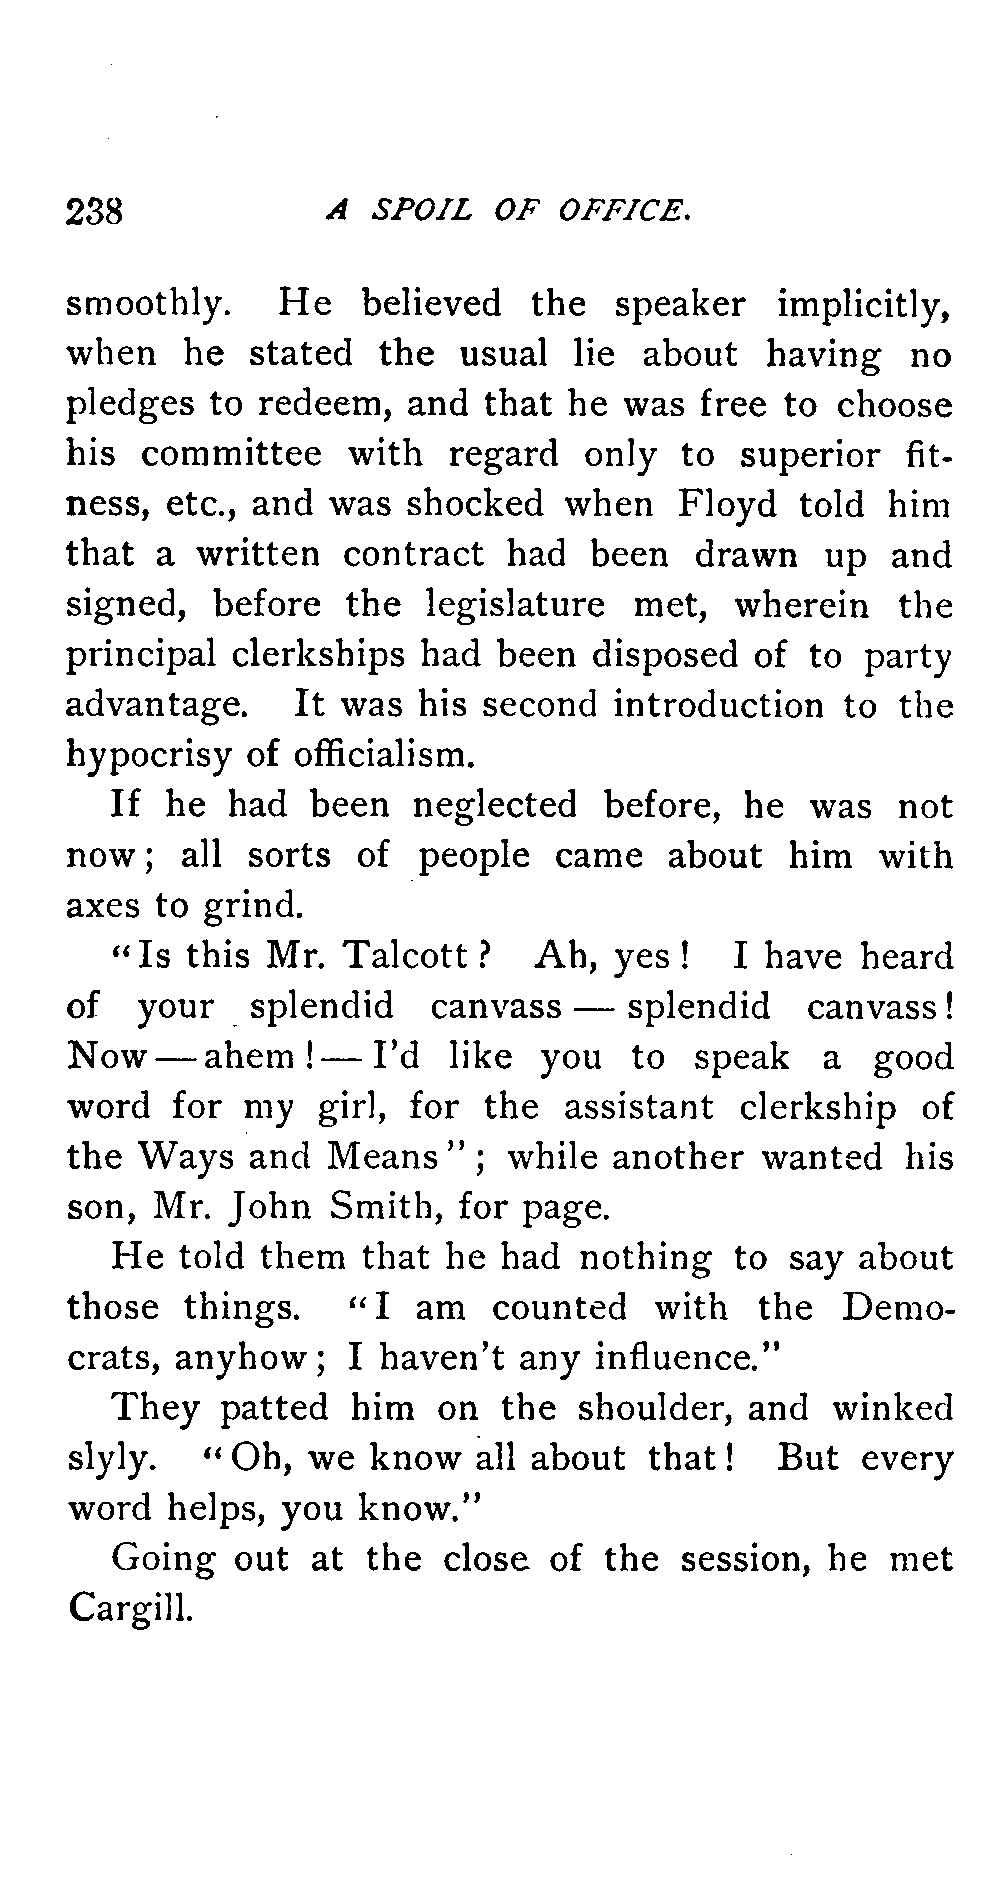 238 A SPOIL OF OFFICE.
smoothly. He believed the speaker implicitly,
when he stated the usual lie about having no
pledges to redeem, and that he was free to choose
his committee with regard only to superior fit-
ness, etc., and was shocked when Floyd told him
that a written contract had been drawn up and
signed, before the legislature met, wherein the
principal clerkships had been disposed of to party
advantage. It was his second introduction to the
hypocrisy of officialism.
If he had been neglected before, he was not
now; all sorts of people came about him with
axes to grind.
"Is this Mr. Talcott? Ah, yes! I have heard
of your splendid canvass — splendid canvass!
Now — ahem! — I'd like you to speak a good
word for my girl, for the assistant clerkship of
the Ways and Means"; while another wanted his
son, Mr. John Smith, for page.
He told them that he had nothing to say about
those things. "I am counted with the Demo-
crats, anyhow; I haven't any influence."
They patted him on the shoulder, and winked
slyly. "Oh, we know all about that! But every
word helps, you know."
Going out at the close of the session, he met
Cargill.